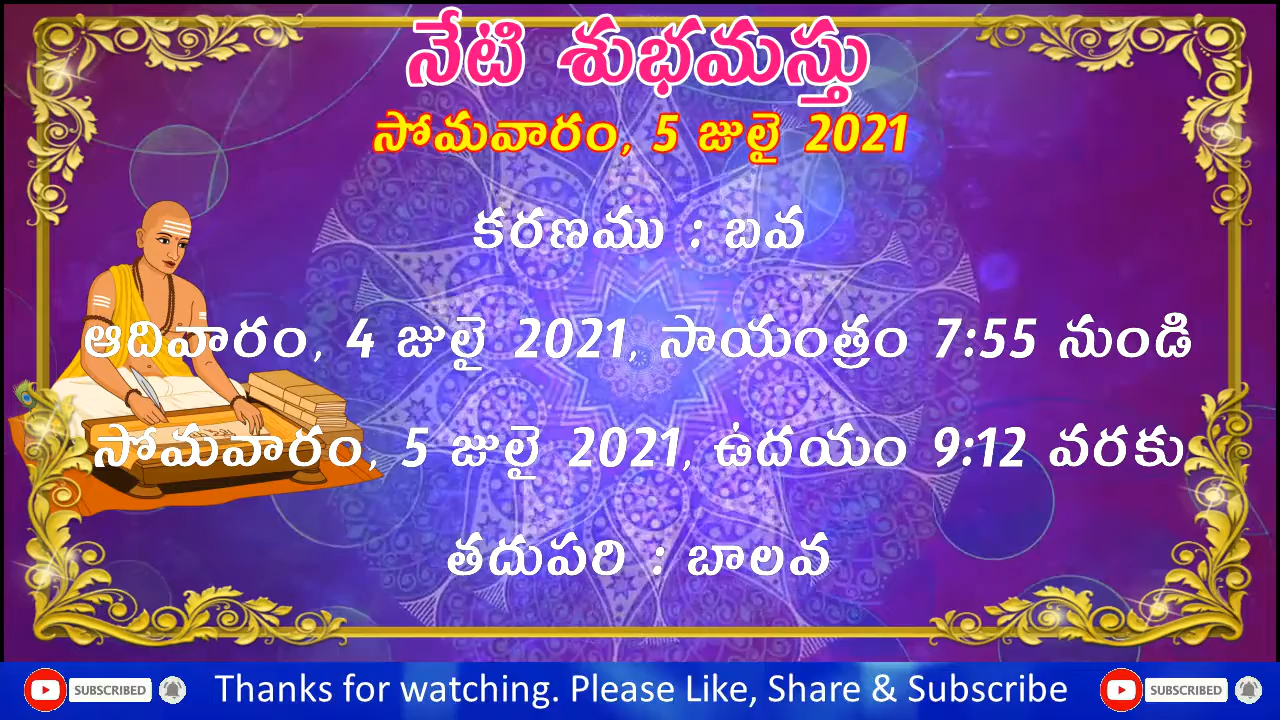 నేటి శుభమస్తు
సోమవారం, 5 జులై 2021
కరణము : బవ
ఆదివారం, 4 జులై 2021, సాయంత్రం 7:55 నుండి
సోమవారం, 5 జులై 2021, ఉదయం 9:12 వరకు
తదుపరి : బాలవ
SUBSCRIBED Thanks for watching. Please Like, Share & Subscribe SUBSCRIBED